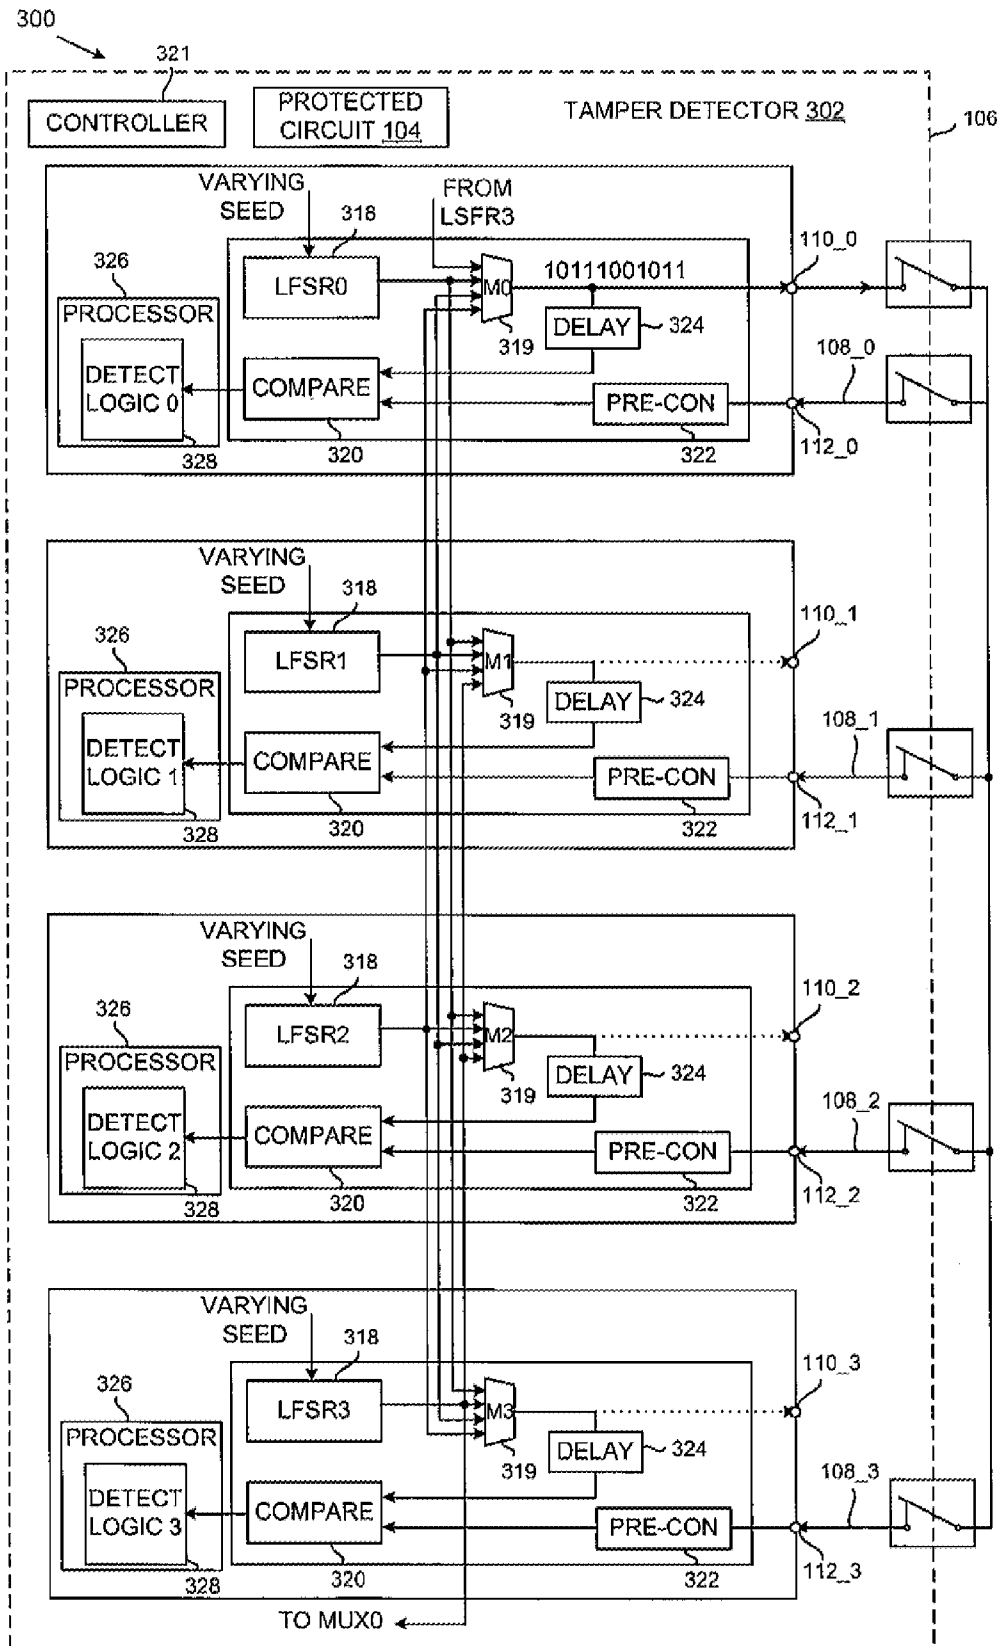 300
321
CONTROLLER
PROTECTED
CIRCUIT 104
TAMPER DETECTOR 302
106
VARYING
SEED
318
FROM
LSFR3
110_0
326
LFSR0
M0
10111001011
PROCESSOR
DELAY
324
319
108_0
DETECT
LOGIC 0
COMPARE
PRE-CON
328
320
322
112_0
VARYING
SEED
318
110_1
326
LFSR1
M1
PROCESSOR
DELAY
324
319
108_1
DETECT
LOGIC 1
COMPARE
PRE-CON
328
320
322
112_1
VARYING
SEED
318
110_2
326
LFSR2
M2
PROCESSOR
DELAY
324
319
108_2
DETECT
LOGIC 2
COMPARE
PRE-CON
328
320
322
112_2
VARYING
SEED
318
110_3
326
LFSR3
M3
PROCESSOR
DELAY
324
319
108_3
DETECT
LOGIC 3
COMPARE
PRE-CON
328
320
322
112_3
TO MUX0